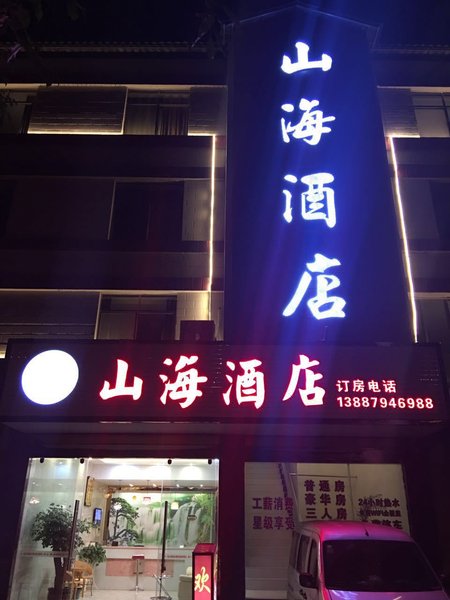 山海酒店
山海酒店
订房电话
13887946988
工薪消费
星级享受
普通房
豪华房
三人房
24小时热水
欢